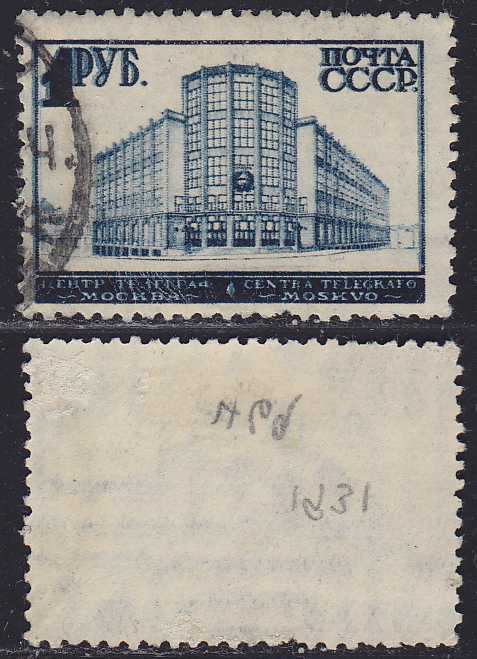 1 РУБ.
ПОЧТА
СССР.
ЦЕНТР ТЕЛЕГРАФ
CENTRA TELEGRAFO
МОСКВА
MOSKVO
1931